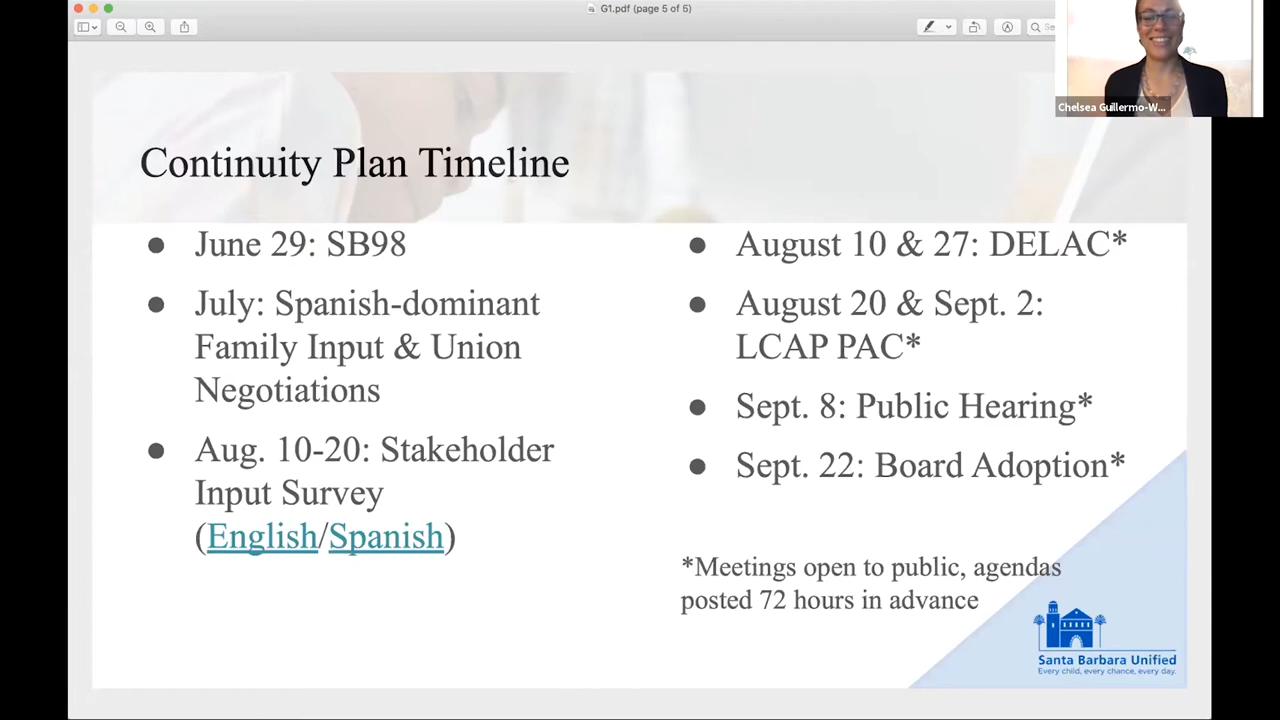 G1.pdf (page 5 of 5)
Chelsea Guillermo-W...
Continuity Plan Timeline
● June 29: SB98
● July: Spanish-dominant
Family Input & Union
Negotiations
● Aug. 10-20: Stakeholder
Input Survey
(English/Spanish)
● August 10 & 27: DELAC*
● August 20 & Sept. 2:
LCAP PAC*
● Sept. 8: Public Hearing*
● Sept. 22: Board Adoption*
*Meetings open to public, agendas
posted 72 hours in advance
Santa Barbara Unified
Every child, every chance, every day.